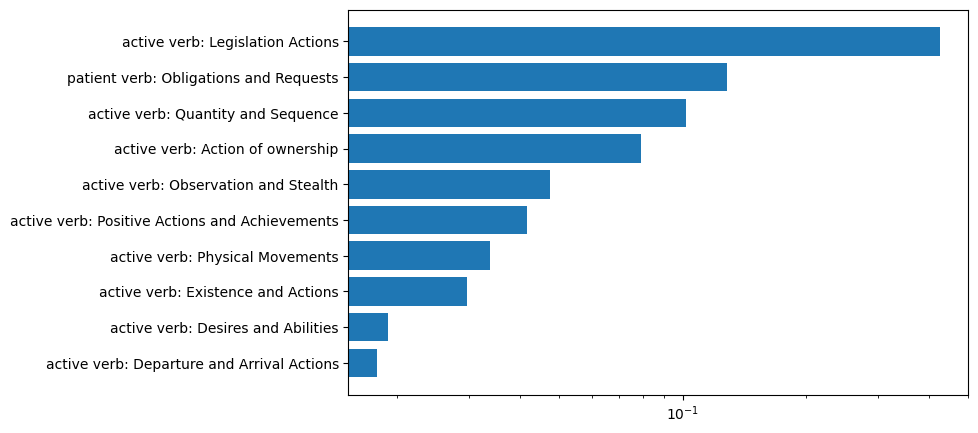 active verb: Legislation Actions
patient verb: Obligations and Requests
active verb: Quantity and Sequence
active verb: Action of ownership
active verb: Observation and Stealth
active verb: Positive Actions and Achievements
active verb: Physical Movements
active verb: Existence and Actions
active verb: Desires and Abilities
active verb: Departure and Arrival Actions
10⁻¹